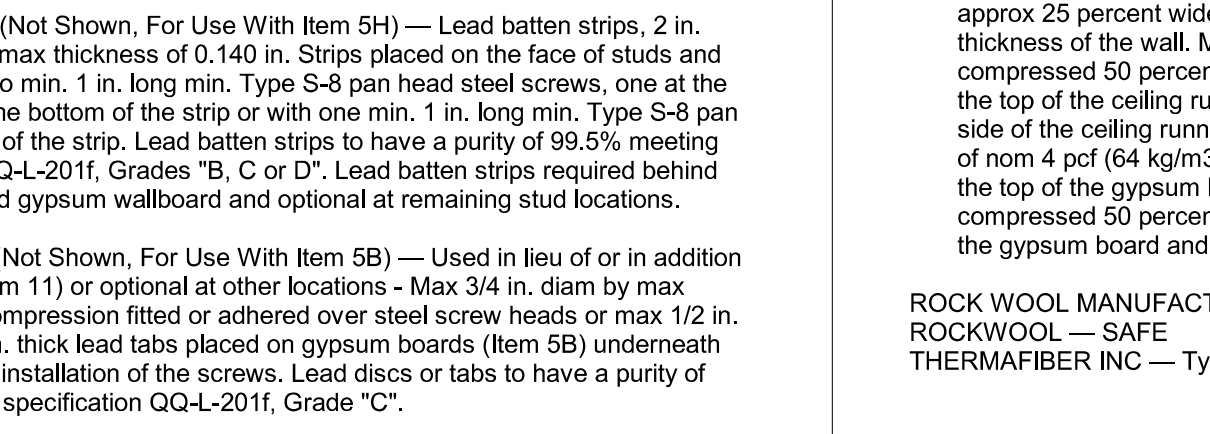 (Not Shown, For Use With Item 5H) — Lead batten strips, 2 in.
max thickness of 0.140 in. Strips placed on the face of studs and
o min. 1 in. long min. Type S-8 pan head steel screws, one at the
ne bottom of the strip or with one min. 1 in. long min. Type S-8 pan
of the strip. Lead batten strips to have a purity of 99.5% meeting
Q-L-201f, Grades "B, C or D". Lead batten strips required behind
d gypsum wallboard and optional at remaining stud locations.
(Not Shown, For Use With Item 5B) — Used in lieu of or in addition
m 11) or optional at other locations - Max 3/4 in. diam by max
ompression fitted or adhered over steel screw heads or max 1/2 in.
. thick lead tabs placed on gypsum boards (Item 5B) underneath
installation of the screws. Lead discs or tabs to have a purity of
specification QQ-L-201f, Grade "C".
approx 25 percent wide
thickness of the wall. M
compressed 50 percen
the top of the ceiling ru
side of the ceiling runn
of nom 4 pcf (64 kg/m3
the top of the gypsum
compressed 50 percen
the gypsum board and
ROCK WOOL MANUFACT
ROCKWOOL — SAFE
THERMAFIBER INC — Ty